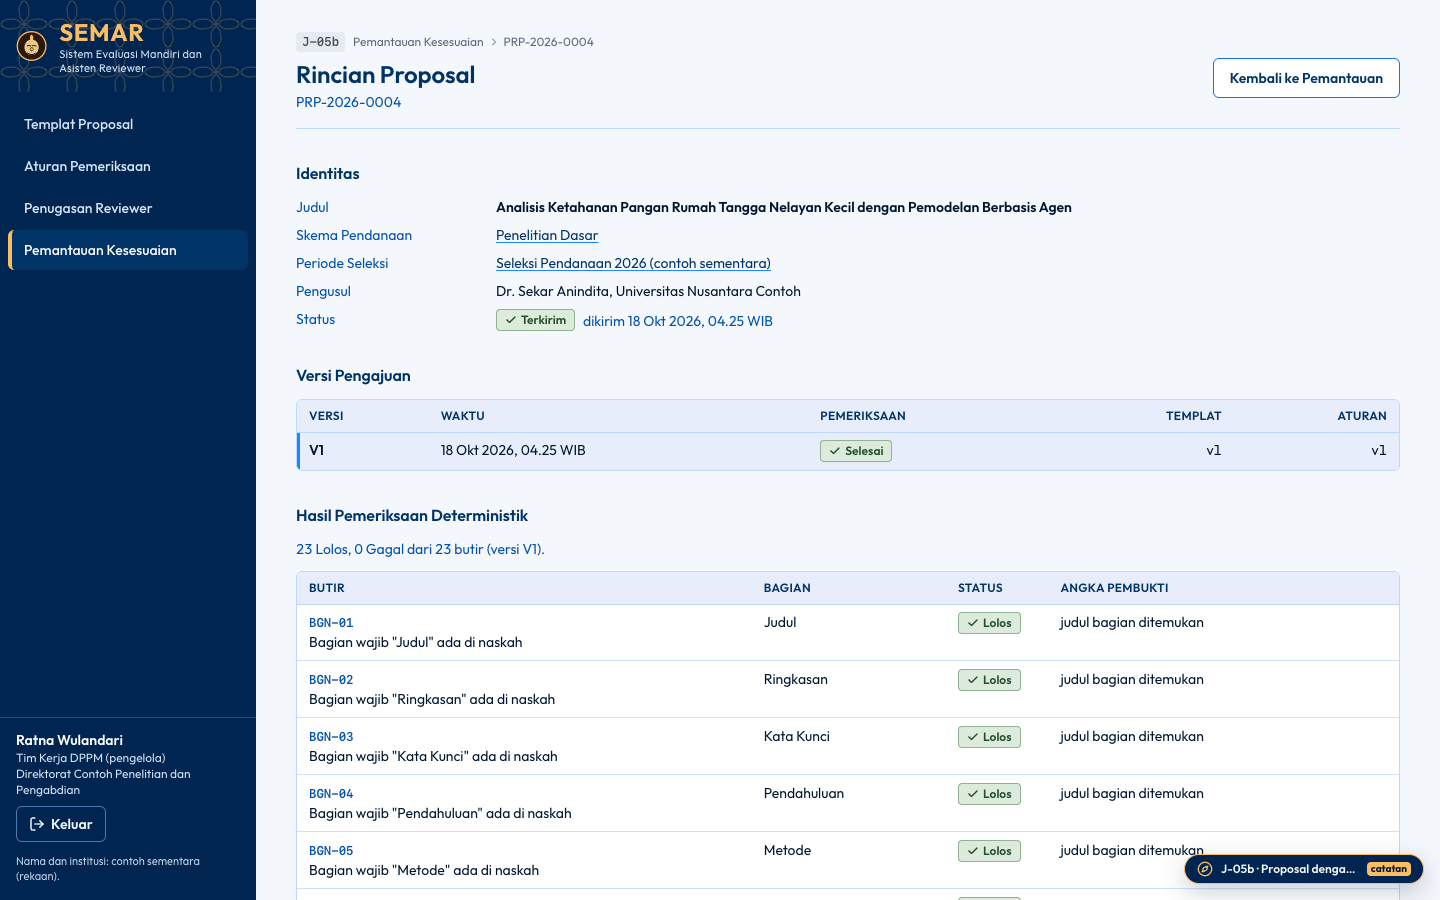 SEMAR
Sistem Evaluasi Mandiri dan
Asisten Reviewer
Templat Proposal
Aturan Pemeriksaan
Penugasan Reviewer
Pemantauan Kesesuaian
Ratna Wulandari
Tim Kerja DPPM (pengelola)
Direktorat Contoh Penelitian dan
Pengabdian
Keluar
Nama dan institusi: contoh sementara
(rekaan).
J-05b Pemantauan Kesesuaian > PRP-2026-0004
Rincian Proposal
PRP-2026-0004
Kembali ke Pemantauan
Identitas
Judul Analisis Ketahanan Pangan Rumah Tangga Nelayan Kecil dengan Pemodelan Berbasis Agen
Skema Pendanaan Penelitian Dasar
Periode Seleksi Seleksi Pendanaan 2026 (contoh sementara)
Pengusul Dr. Sekar Anindita, Universitas Nusantara Contoh
Status Terkirim dikirim 18 Okt 2026, 04.25 WIB
Versi Pengajuan
VERSI WAKTU PEMERIKSAAN TEMPLAT ATURAN
V1 18 Okt 2026, 04.25 WIB Selesai v1 v1
Hasil Pemeriksaan Deterministik
23 Lolos, 0 Gagal dari 23 butir (versi V1).
BUTIR BAGIAN STATUS ANGKA PEMBUKTI
BGN-01 Judul Lolos judul bagian ditemukan
Bagian wajib "Judul" ada di naskah
BGN-02 Ringkasan Lolos judul bagian ditemukan
Bagian wajib "Ringkasan" ada di naskah
BGN-03 Kata Kunci Lolos judul bagian ditemukan
Bagian wajib "Kata Kunci" ada di naskah
BGN-04 Pendahuluan Lolos judul bagian ditemukan
Bagian wajib "Pendahuluan" ada di naskah
BGN-05 Metode Lolos judul bagian ditemukan
Bagian wajib "Metode" ada di naskah
J-05b · Proposal denga... catatan